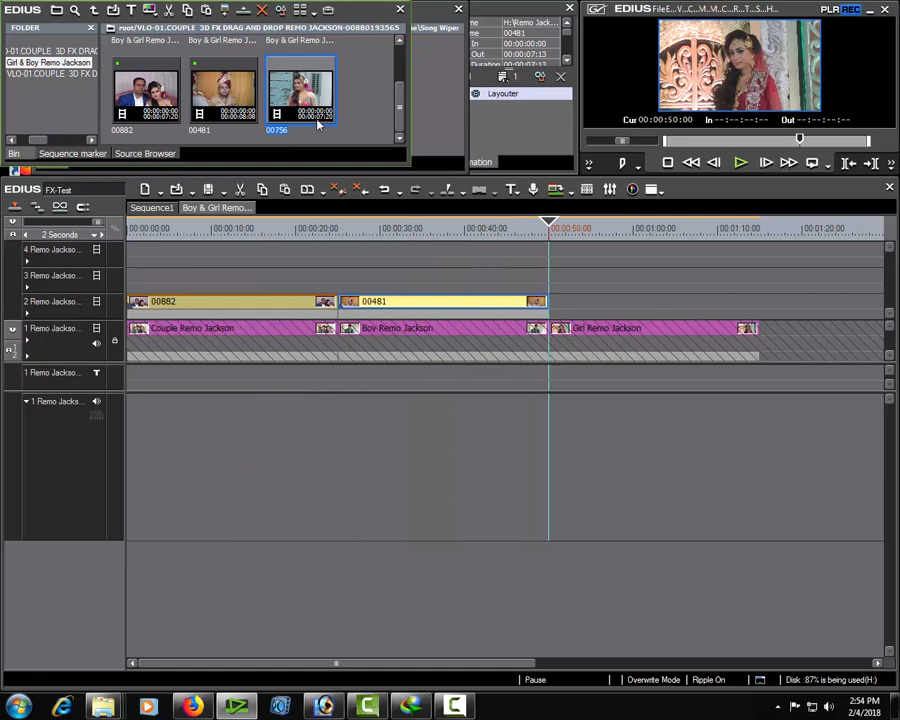 EDIUS
FOLDER
root/VLO-01.COUPLE 3D FX DRAG AND DROP REMO JACKSON-00880193565
0-01.COUPLE 3D FX DRAG
Girl & Boy Remo Jackson
VLO-01.COUPLE 3D FX D
Boy & Girl Remo J...
Boy & Girl Remo J...
Boy & Girl Remo J...
00:00:00:00
00:00:07:20
00:00:00:00
00:00:08:08
00:00:00:00
00:00:07:20
00882
00481
00756
Bin
Sequence marker
Source Browser
Song Wiper
me
H:\Remo Jack...
me
00481
In
00:00:00:00
Out
00:00:07:13
Duration
00:00:07:13
1
Layouter
mation
EDIUS
FileE...V...C...M...M...C...M...T...S...H...
PLR
REC
Cur 00:00:50:00
In --:--:--:--
Out --:--:--:--
EDIUS
FX-Test
Sequence1
Boy & Girl Remo...
2 Seconds
00:00:00:00
00:00:10:00
00:00:20:00
00:00:30:00
00:00:40:00
00:00:50:00
00:01:00:00
00:01:10:00
00:01:20:00
4 Remo Jackso...
3 Remo Jackso...
2 Remo Jackso...
00882
00481
1 Remo Jackso...
Couple Remo Jackson
Boy Remo Jackson
Girl Remo Jackson
1
2
1 Remo Jackso...
T
1 Remo Jacks...
VOL
PAN
Pause
Overwrite Mode
Ripple On
Disk :87% is being used(H:)
2:54 PM
2/4/2018